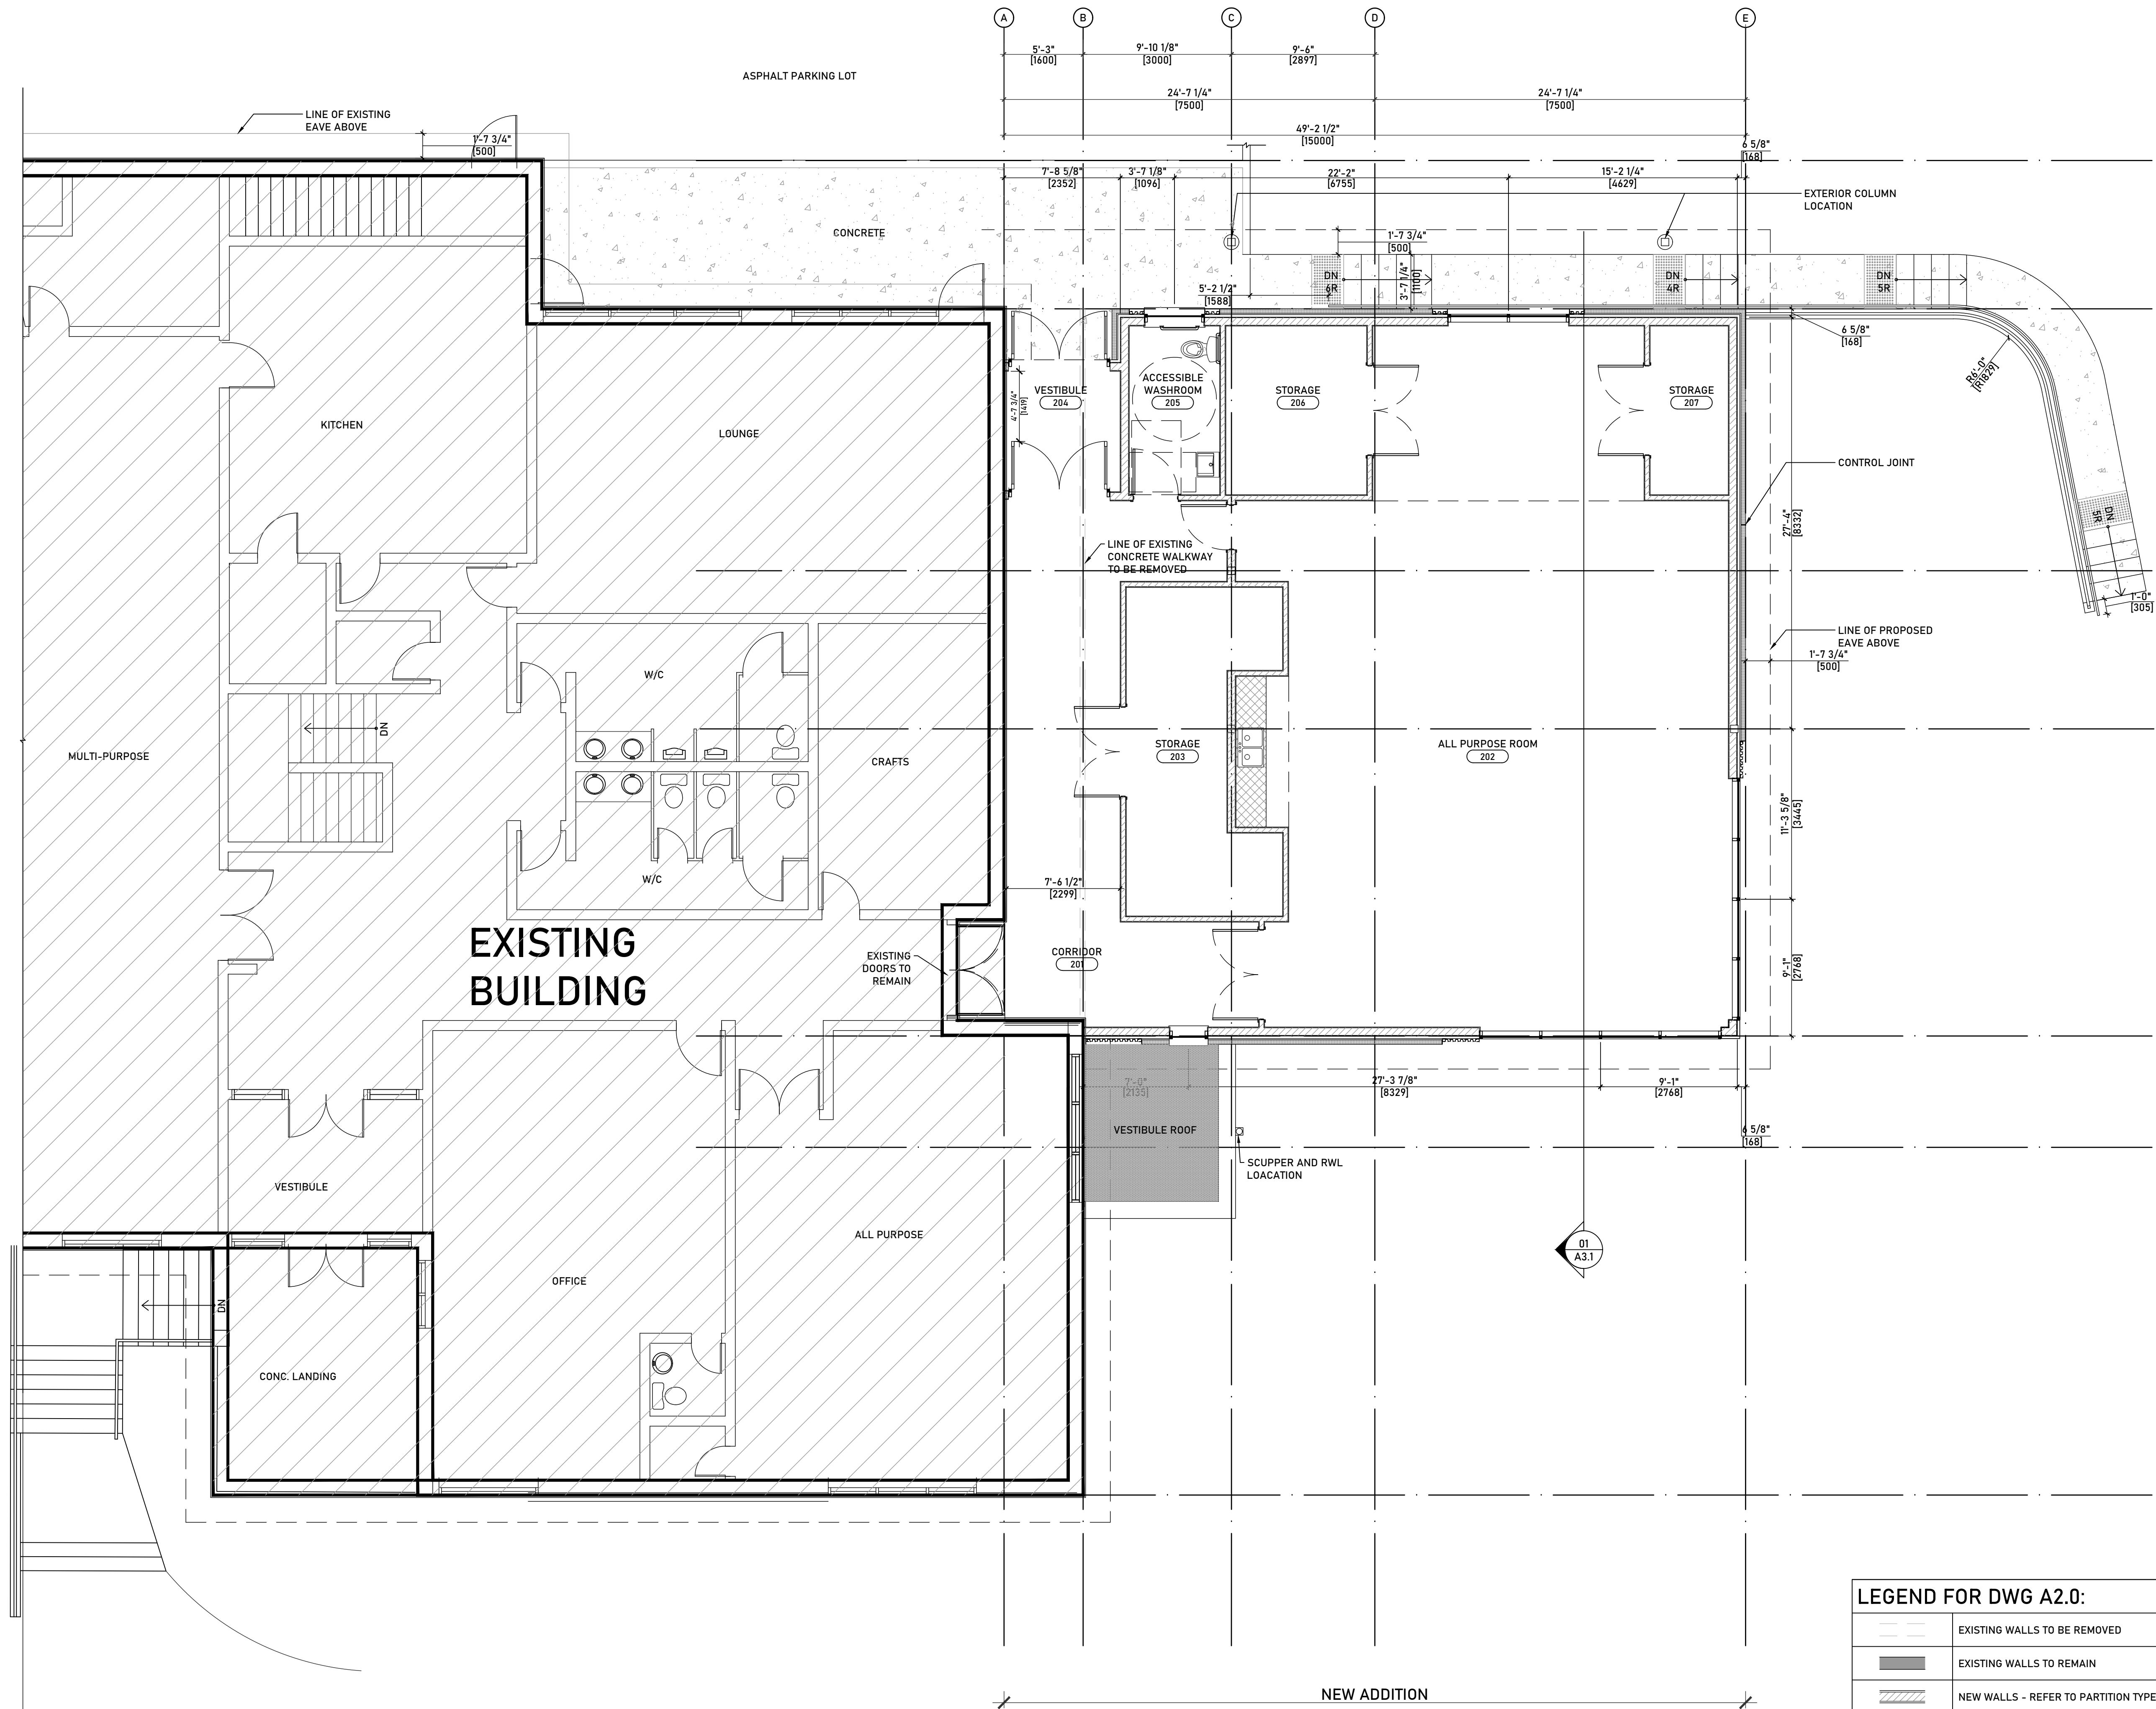 A
B
C
D
E
5'-3"
[1600]
9'-10 1/8"
[3000]
9'-6"
[2897]
ASPHALT PARKING LOT
24'-7 1/4"
[7500]
24'-7 1/4"
[7500]
LINE OF EXISTING
EAVE ABOVE
49'-2 1/2"
[15000]
1'-7 3/4"
[500]
6 5/8"
[168]
7'-8 5/8"
[2352]
3'-7 1/8"
[1096]
22'-2"
[6755]
15'-2 1/4"
[4629]
EXTERIOR COLUMN
LOCATION
CONCRETE
1'-7 3/4"
[500]
DN
6R
3'-7 1/4"
[1100]
DN
4R
DN
5R
5'-2 1/2"
[1588]
6 5/8"
[168]
R6'-0"
[R1829]
ACCESSIBLE
WASHROOM
205
VESTIBULE
204
4'-7 3/4"
[1419]
STORAGE
206
STORAGE
207
KITCHEN
LOUNGE
CONTROL JOINT
27'-4"
[8332]
DN
5R
LINE OF EXISTING
CONCRETE WALKWAY
TO BE REMOVED
1'-0"
[305]
LINE OF PROPOSED
EAVE ABOVE
1'-7 3/4"
[500]
W/C
DN
MULTI-PURPOSE
CRAFTS
STORAGE
203
ALL PURPOSE ROOM
202
11'-3 5/8"
[3445]
W/C
7'-6 1/2"
[2299]
EXISTING
BUILDING
EXISTING
DOORS TO
REMAIN
CORRIDOR
201
9'-1"
[2768]
7'-0"
[2135]
27'-3 7/8"
[8329]
9'-1"
[2768]
VESTIBULE ROOF
6 5/8"
[168]
SCUPPER AND RWL
LOACATION
VESTIBULE
ALL PURPOSE
01
A3.1
OFFICE
DN
CONC. LANDING
LEGEND FOR DWG A2.0:
EXISTING WALLS TO BE REMOVED
EXISTING WALLS TO REMAIN
NEW WALLS - REFER TO PARTITION TYPE
NEW ADDITION